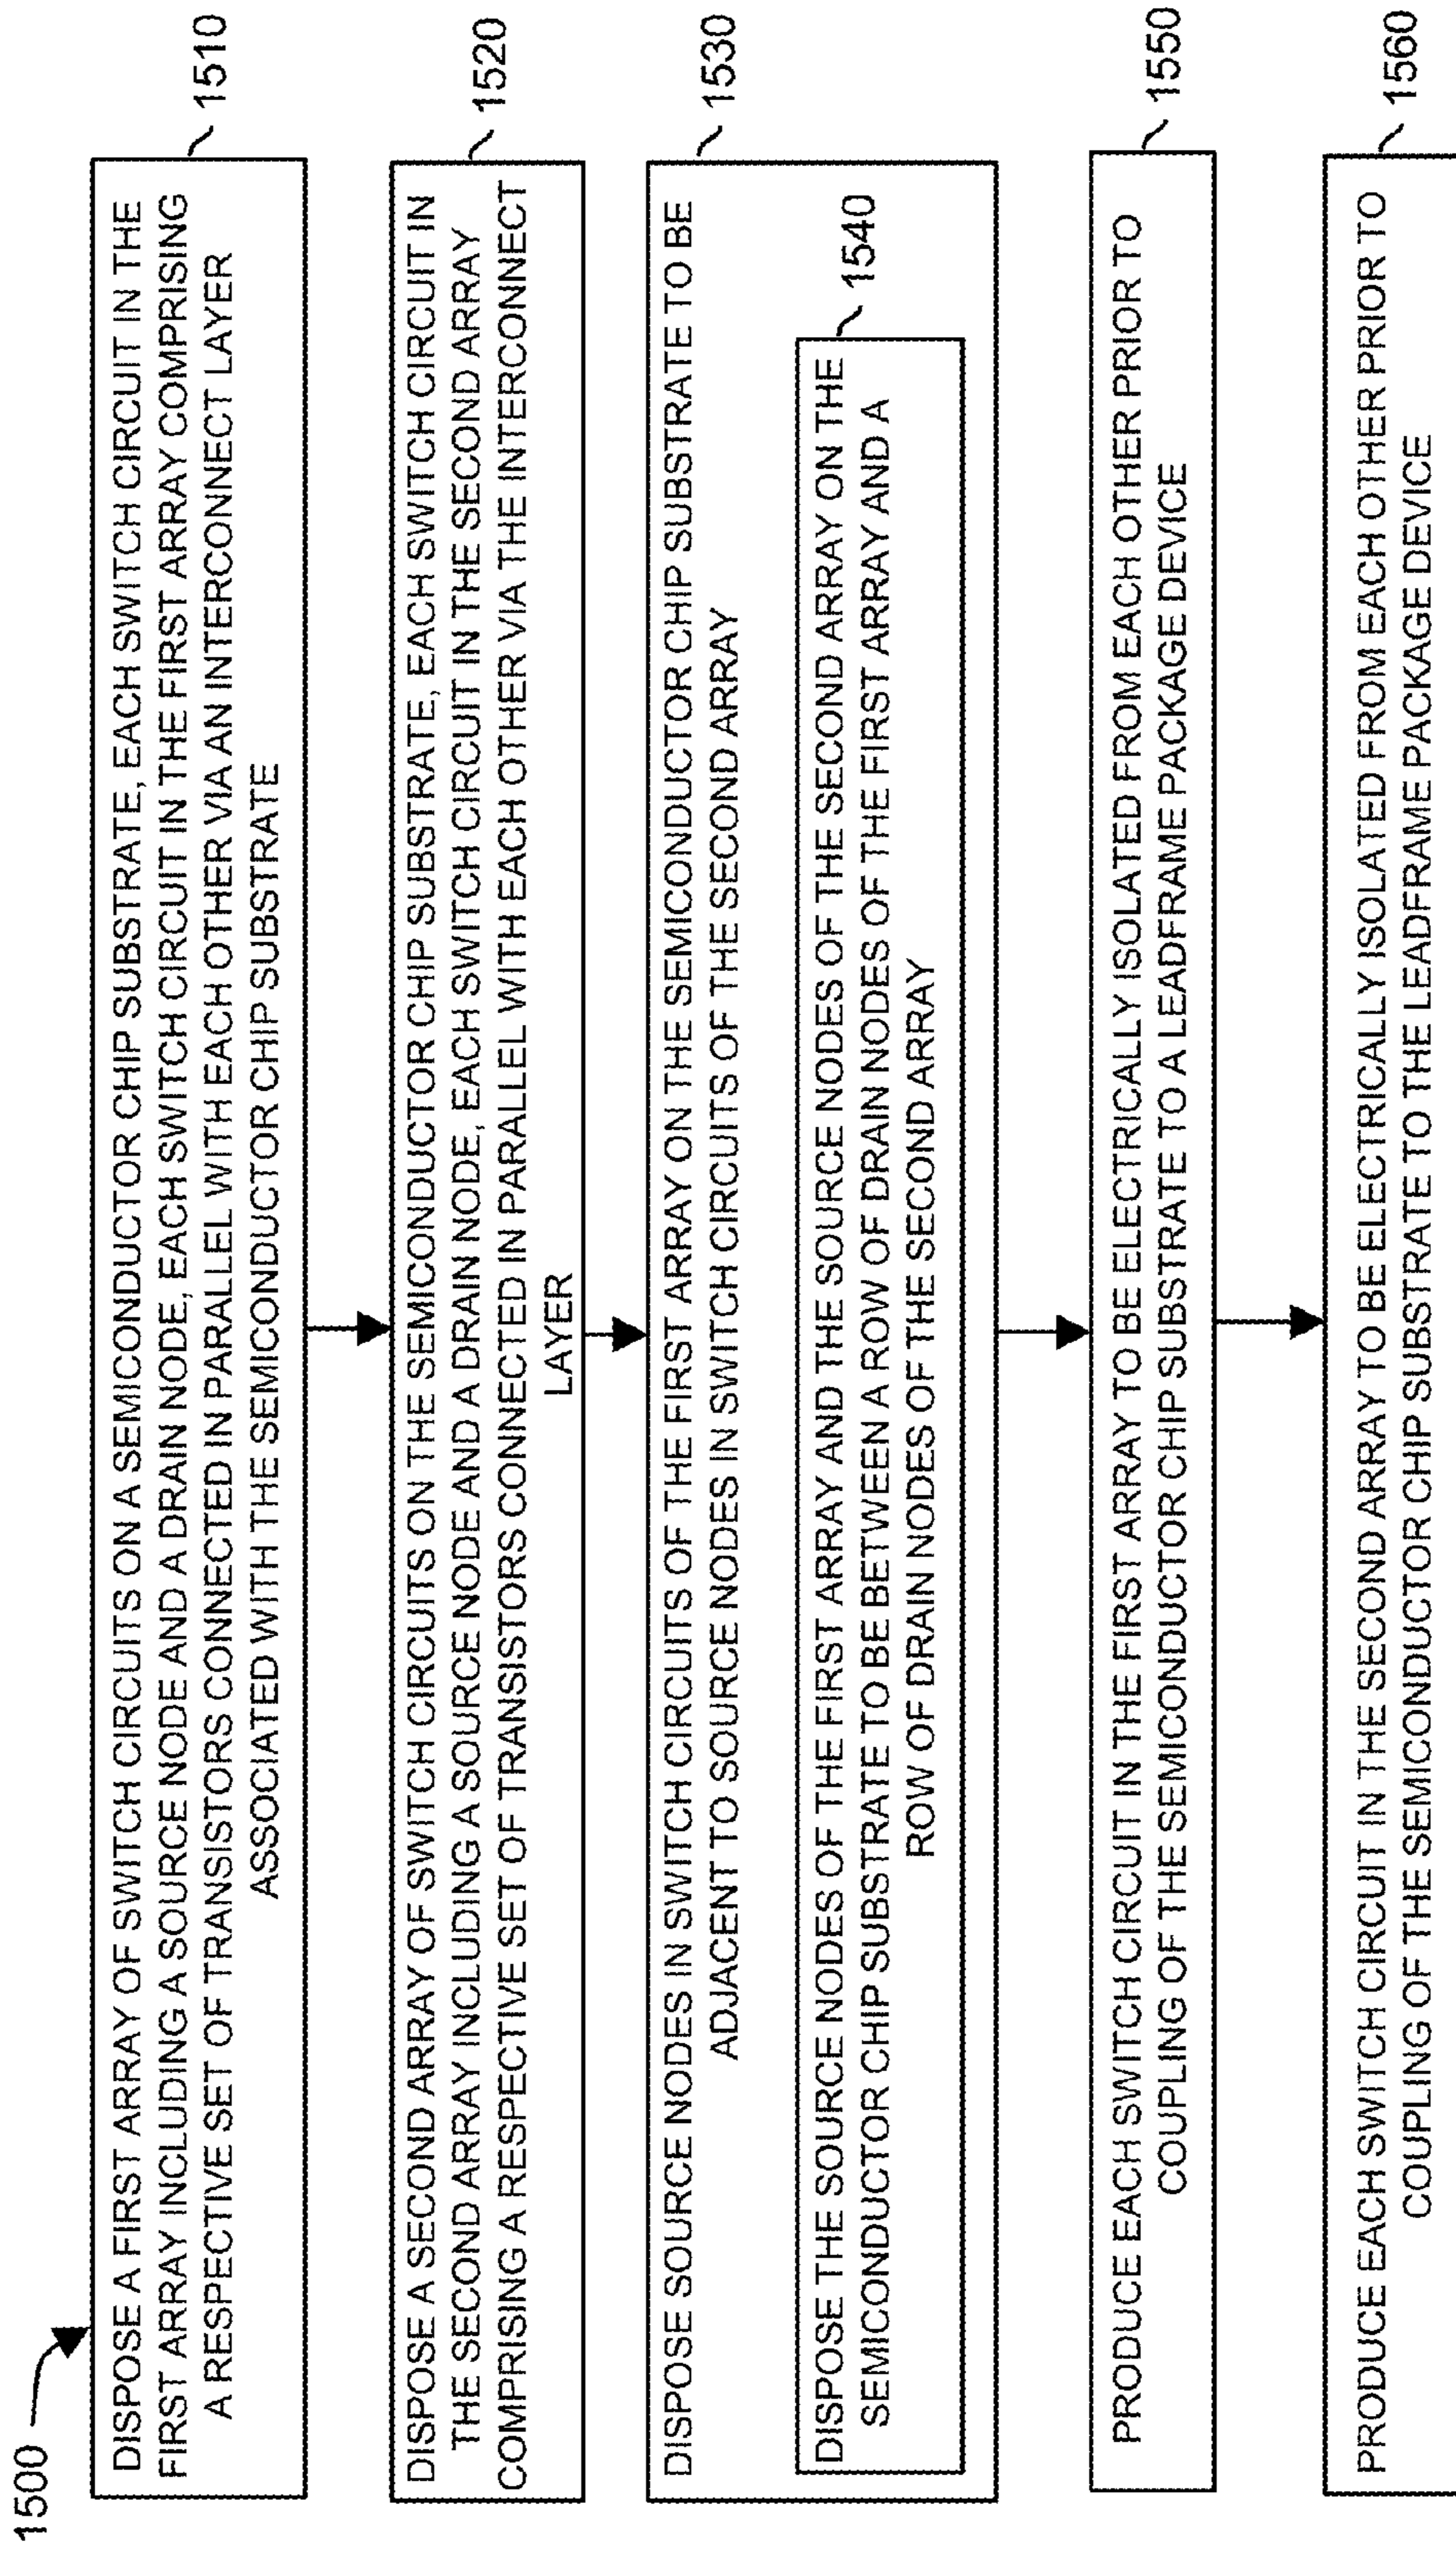 1500
DISPOSE A FIRST ARRAY OF SWITCH CIRCUITS ON A SEMICONDUCTOR CHIP SUBSTRATE, EACH SWITCH CIRCUIT IN THE
FIRST ARRAY INCLUDING A SOURCE NODE AND A DRAIN NODE, EACH SWITCH CIRCUIT IN THE FIRST ARRAY COMPRISING
A RESPECTIVE SET OF TRANSISTORS CONNECTED IN PARALLEL WITH EACH OTHER VIA AN INTERCONNECT LAYER
ASSOCIATED WITH THE SEMICONDUCTOR CHIP SUBSTRATE
1510
DISPOSE A SECOND ARRAY OF SWITCH CIRCUITS ON THE SEMICONDUCTOR CHIP SUBSTRATE, EACH SWITCH CIRCUIT IN
THE SECOND ARRAY INCLUDING A SOURCE NODE AND A DRAIN NODE, EACH SWITCH CIRCUIT IN THE SECOND ARRAY
COMPRISING A RESPECTIVE SET OF TRANSISTORS CONNECTED IN PARALLEL WITH EACH OTHER VIA THE INTERCONNECT
LAYER
1520
DISPOSE SOURCE NODES IN SWITCH CIRCUITS OF THE FIRST ARRAY ON THE SEMICONDUCTOR CHIP SUBSTRATE TO BE
ADJACENT TO SOURCE NODES IN SWITCH CIRCUITS OF THE SECOND ARRAY
1530
DISPOSE THE SOURCE NODES OF THE FIRST ARRAY AND THE SOURCE NODES OF THE SECOND ARRAY ON THE
SEMICONDUCTOR CHIP SUBSTRATE TO BE BETWEEN A ROW OF DRAIN NODES OF THE FIRST ARRAY AND A
ROW OF DRAIN NODES OF THE SECOND ARRAY
1540
PRODUCE EACH SWITCH CIRCUIT IN THE FIRST ARRAY TO BE ELECTRICALLY ISOLATED FROM EACH OTHER PRIOR TO
COUPLING OF THE SEMICONDUCTOR CHIP SUBSTRATE TO A LEADFRAME PACKAGE DEVICE
1550
PRODUCE EACH SWITCH CIRCUIT IN THE SECOND ARRAY TO BE ELECTRICALLY ISOLATED FROM EACH OTHER PRIOR TO
COUPLING OF THE SEMICONDUCTOR CHIP SUBSTRATE TO THE LEADFRAME PACKAGE DEVICE
1560